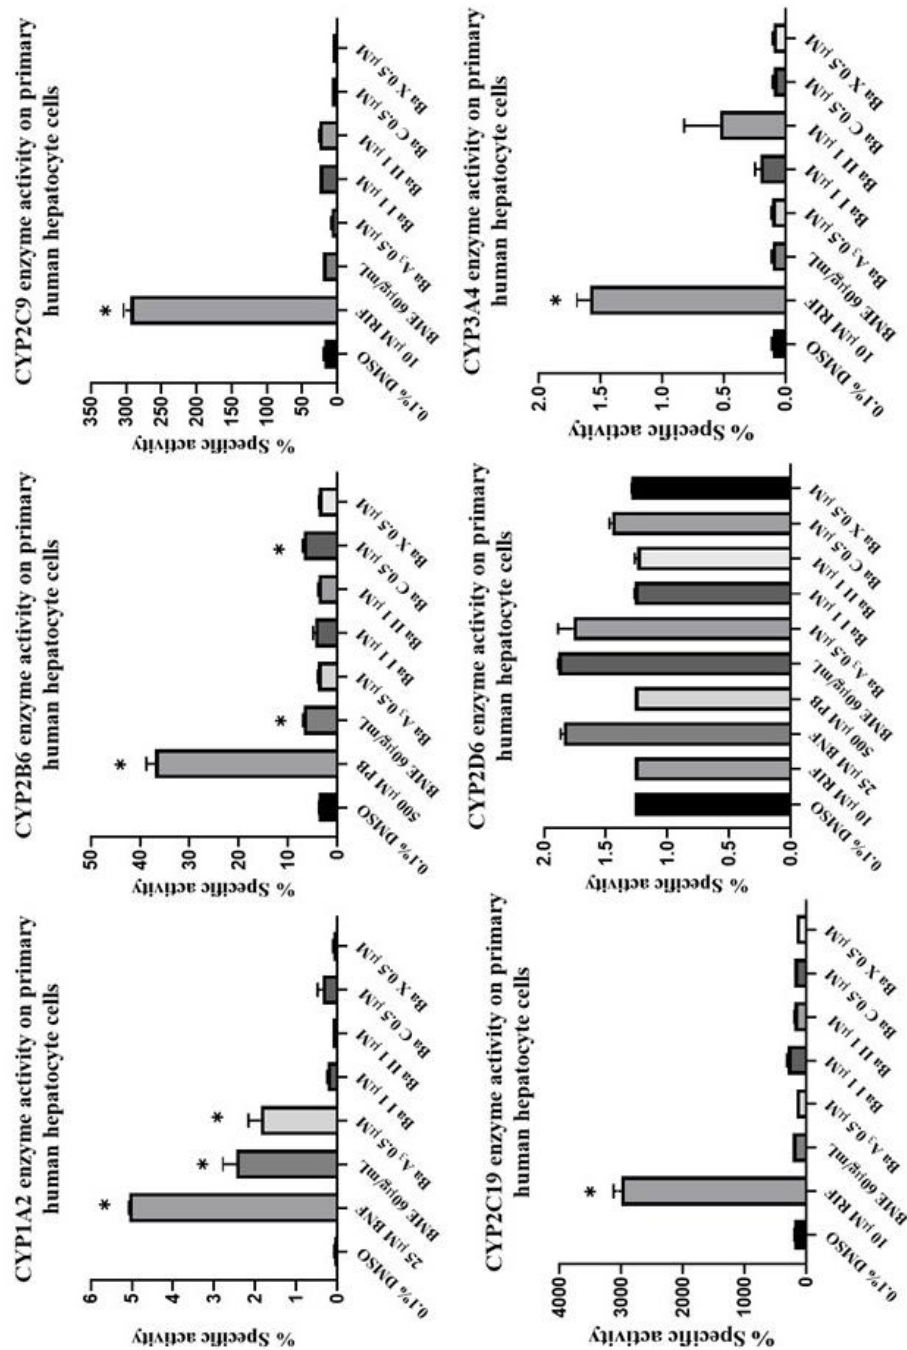 CYP1A2 enzyme activity on primary
human hepatocyte cells
% Specific activity
6
5
4
3
2
1
0
*
*
*
0.1% DMSO
25 µM BNF
BME 60µg/mL
Ba A3 0.5 µM
Ba I 1 µM
Ba II 1 µM
Ba C 0.5 µM
Ba X 0.5 µM
CYP2B6 enzyme activity on primary
human hepatocyte cells
% Specific activity
50
40
30
20
10
0
*
*
*
0.1% DMSO
500 µM PB
BME 60µg/mL
Ba A3 0.5 µM
Ba I 1 µM
Ba II 1 µM
Ba C 0.5 µM
Ba X 0.5 µM
CYP2C9 enzyme activity on primary
human hepatocyte cells
% Specific activity
350
300
250
200
150
100
50
0
*
0.1% DMSO
10 µM RIF
BME 60µg/mL
Ba A3 0.5 µM
Ba I 1 µM
Ba II 1 µM
Ba C 0.5 µM
Ba X 0.5 µM
CYP2C19 enzyme activity on primary
human hepatocyte cells
% Specific activity
4000
3000
2000
1000
0
*
0.1% DMSO
10 µM RIF
BME 60µg/mL
Ba A3 0.5 µM
Ba I 1 µM
Ba II 1 µM
Ba C 0.5 µM
Ba X 0.5 µM
CYP2D6 enzyme activity on primary
human hepatocyte cells
% Specific activity
2.0
1.5
1.0
0.5
0.0
0.1% DMSO
10 µM RIF
25 µM BNF
500 µM PB
BME 60µg/mL
Ba A3 0.5 µM
Ba I 1 µM
Ba II 1 µM
Ba C 0.5 µM
Ba X 0.5 µM
CYP3A4 enzyme activity on primary
human hepatocyte cells
% Specific activity
2.0
1.5
1.0
0.5
0.0
*
0.1% DMSO
10 µM RIF
BME 60µg/mL
Ba A3 0.5 µM
Ba I 1 µM
Ba II 1 µM
Ba C 0.5 µM
Ba X 0.5 µM